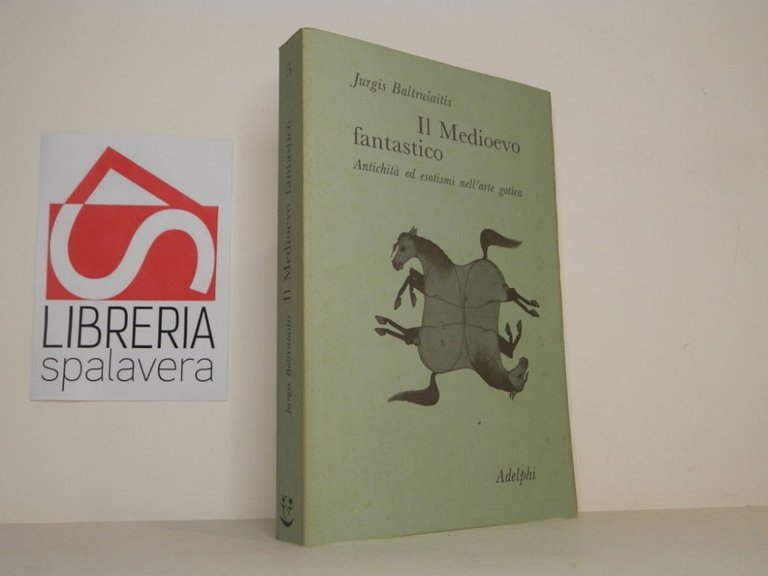 LIBRERIA
spalavera
Jurgis Baltrušaitis
Il Medioevo
fantastico
Antichità ed esotismi nell'arte gotica
Adelphi
Jurgis Baltrušaitis Il Medioevo fantastico